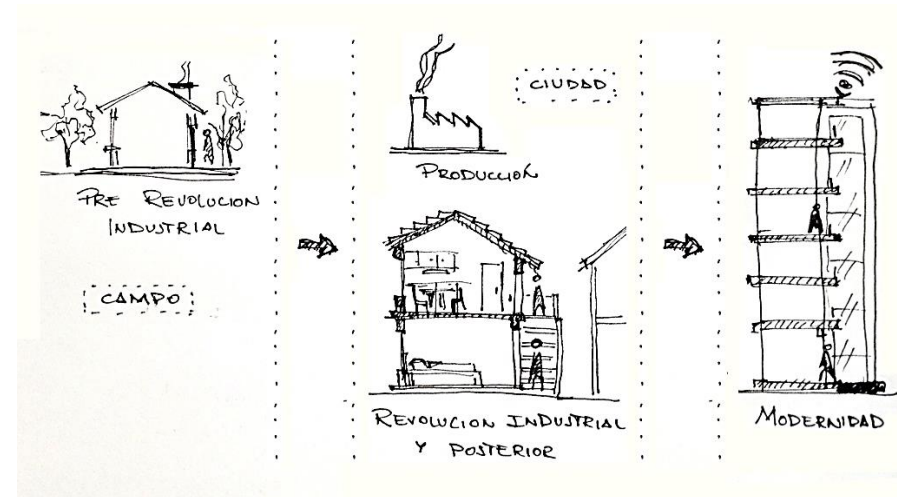 PRE REVOLUCION
INDUSTRIAL
CAMPO
CIUDAD
PRODUCCIÓN
REVOLUCION INDUSTRIAL
Y POSTERIOR
MODERNIDAD